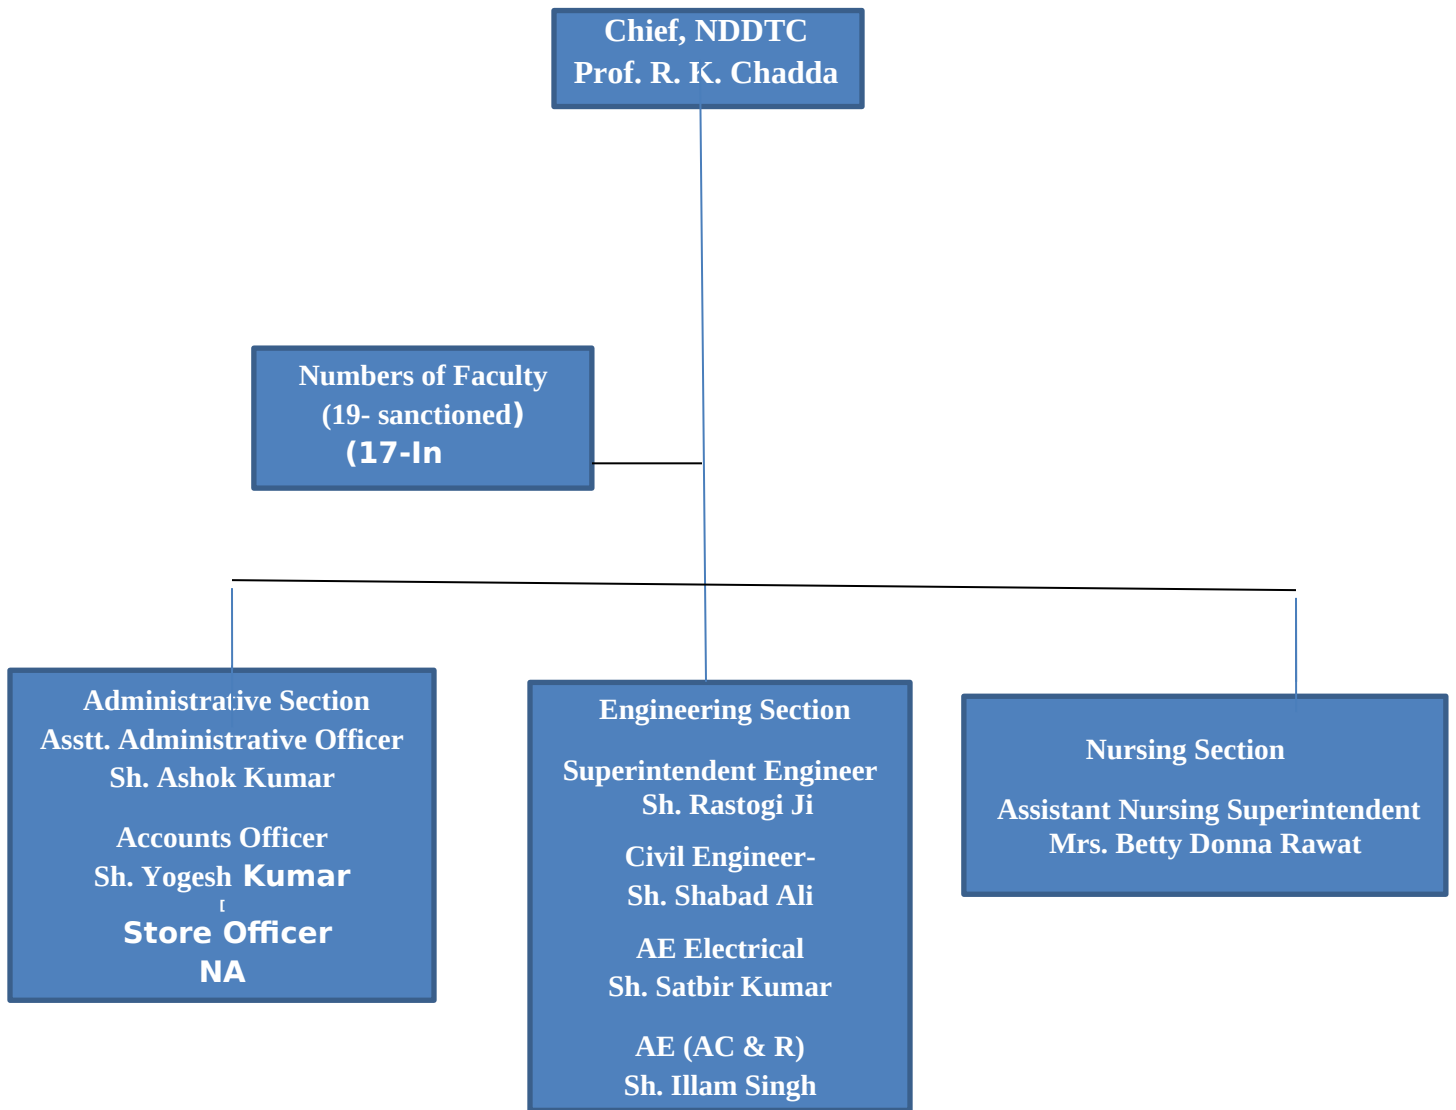 Chief, NDDTC
Prof. R. K. Chadda
Numbers of Faculty
(19- sanctioned)
(17-In
Administrative Section
Asstt. Administrative Officer
Sh. Ashok Kumar
Accounts Officer
Sh. Yogesh Kumar
[
Store Officer
NA
Engineering Section
Superintendent Engineer
Sh. Rastogi Ji
Civil Engineer-
Sh. Shabad Ali
AE Electrical
Sh. Satbir Kumar
AE (AC & R)
Sh. Illam Singh
Nursing Section
Assistant Nursing Superintendent
Mrs. Betty Donna Rawat